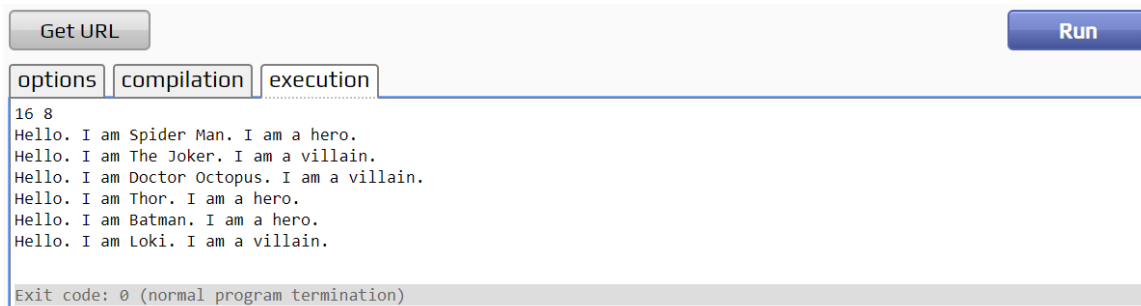 Get URL
Run
options compilation execution
16 8
Hello. I am Spider Man. I am a hero.
Hello. I am The Joker. I am a villain.
Hello. I am Doctor Octopus. I am a villain.
Hello. I am Thor. I am a hero.
Hello. I am Batman. I am a hero.
Hello. I am Loki. I am a villain.
Exit code: 0 (normal program termination)